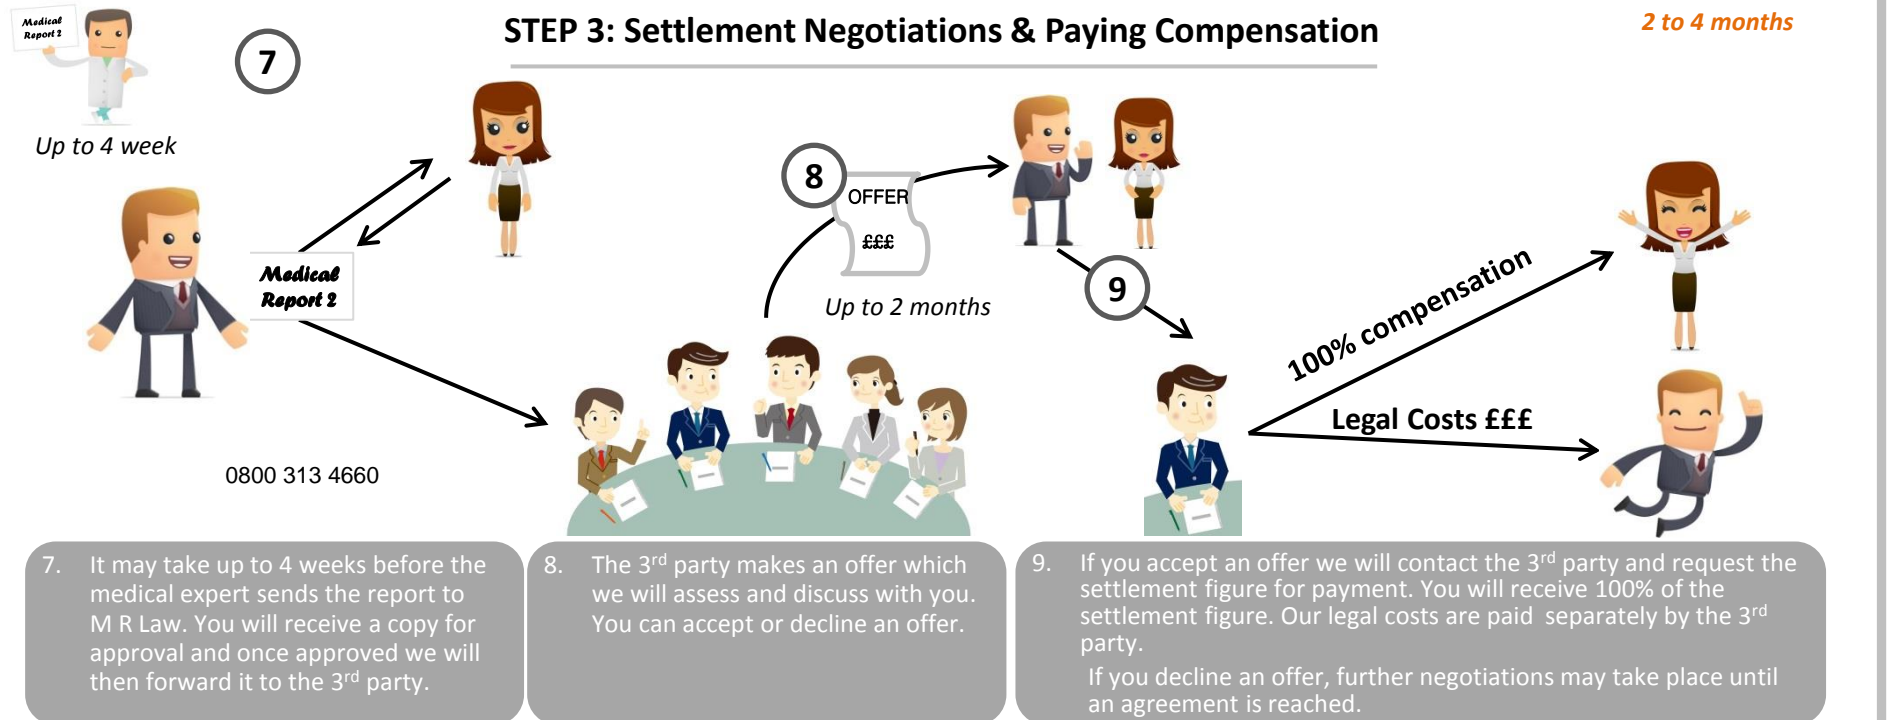 Medical
Report 2
7
STEP 3: Settlement Negotiations & Paying Compensation
2 to 4 months
Up to 4 week
Medical
Report 2
8
OFFER
£££
Up to 2 months
9
100% compensation
Legal Costs £££
0800 313 4660
7. It may take up to 4 weeks before the
medical expert sends the report to
M R Law. You will receive a copy for
approval and once approved we will
then forward it to the 3rd party.
8. The 3rd party makes an offer which
we will assess and discuss with you.
You can accept or decline an offer.
9. If you accept an offer we will contact the 3rd party and request the
settlement figure for payment. You will receive 100% of the
settlement figure. Our legal costs are paid separately by the 3rd
party.
If you decline an offer, further negotiations may take place until
an agreement is reached.